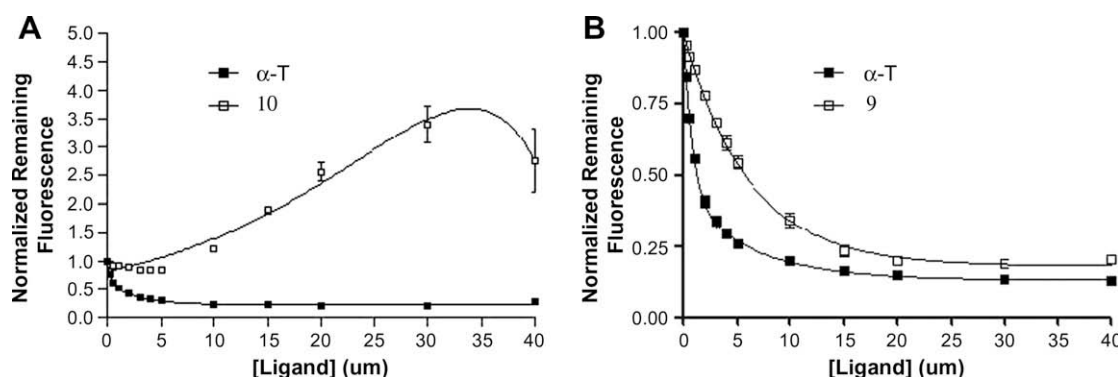 A
Normalized Remaining
Fluorescence
5.0
4.5
4.0
3.5
3.0
2.5
2.0
1.5
1.0
0.5
0.0
α-T
10
0 5 10 15 20 25 30 35 40
[Ligand] (um)
B
Normalized Remaining
Fluorescence
1.00
0.75
0.50
0.25
0.00
α-T
9
0 5 10 15 20 25 30 35 40
[Ligand] (um)